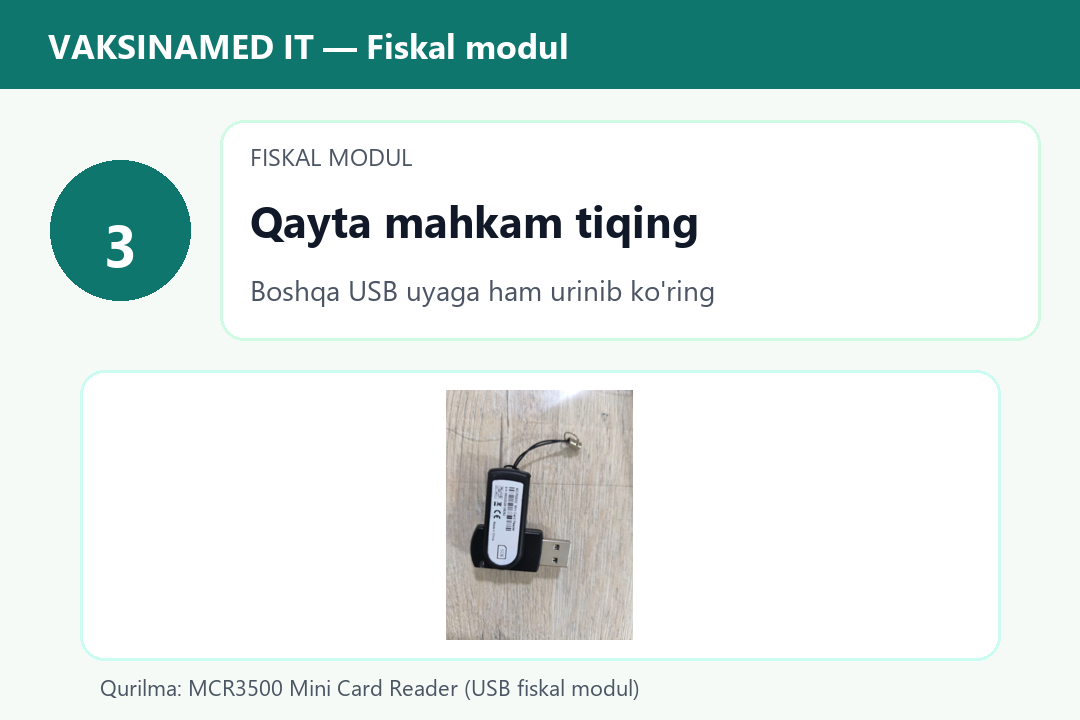 VAKSINAMED IT — Fiskal modul
3
FISKAL MODUL
Qayta mahkam tiqing
Boshqa USB uyaga ham urinib ko'ring
Qurilma: MCR3500 Mini Card Reader (USB fiskal modul)